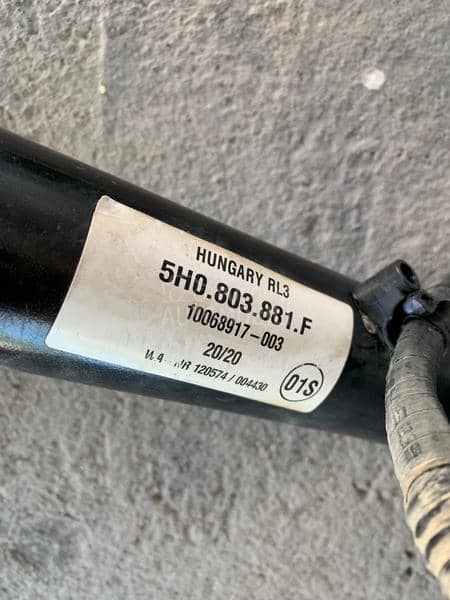 HUNGARY RL3
5H0.803.881.F
10068917-003
20/20
120574 / 004430
01S